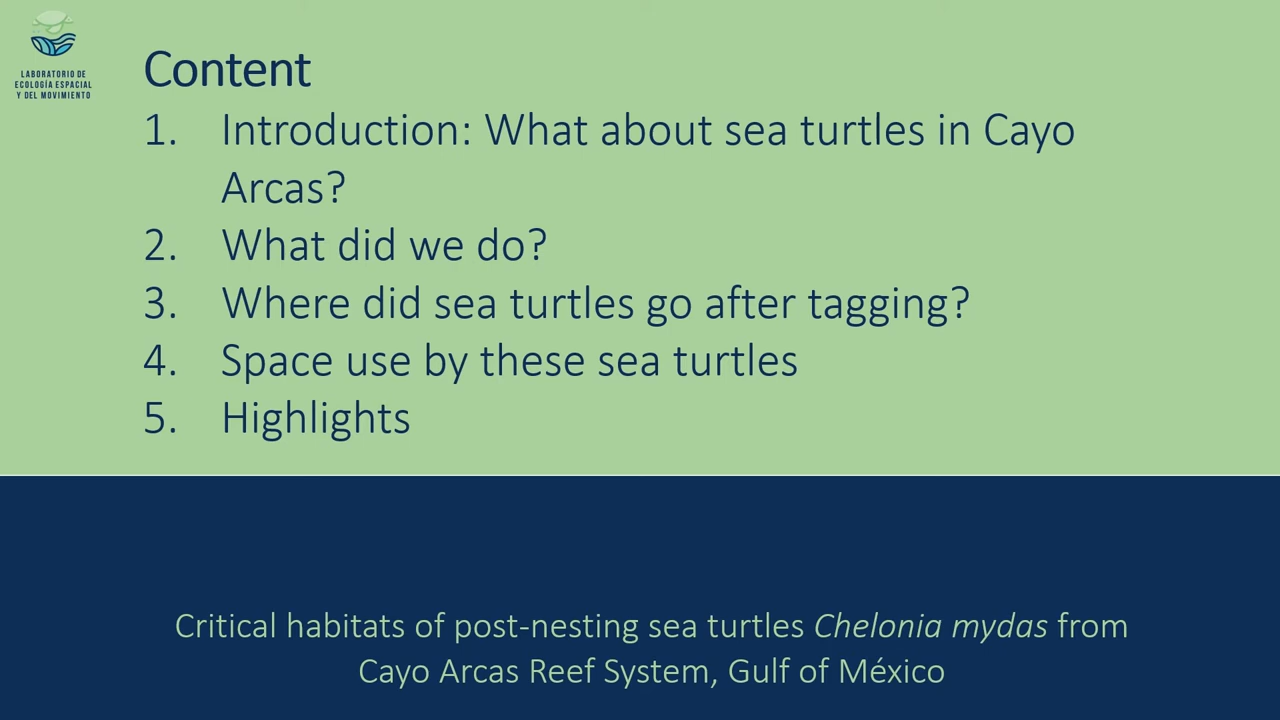 LABORATORIO DE
ECOLOGÍA ESPACIAL
Y DEL MOVIMIENTO
Content
1. Introduction: What about sea turtles in Cayo
Arcas?
2. What did we do?
3. Where did sea turtles go after tagging?
4. Space use by these sea turtles
5. Highlights
Critical habitats of post-nesting sea turtles Chelonia mydas from
Cayo Arcas Reef System, Gulf of México